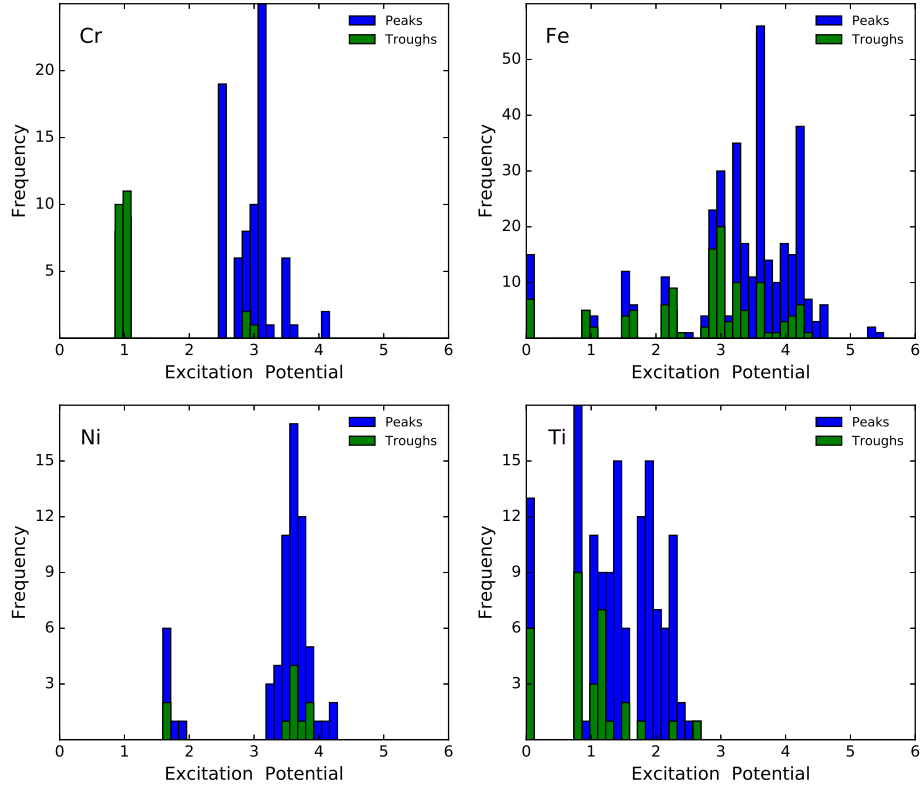 Cr
Peaks
Troughs
20
15
10
5
Frequency
0 1 2 3 4 5 6
Excitation Potential
Fe
Peaks
Troughs
50
40
30
20
10
Frequency
0 1 2 3 4 5 6
Excitation Potential
Ni
Peaks
Troughs
15
12
9
6
3
Frequency
0 1 2 3 4 5 6
Excitation Potential
Ti
Peaks
Troughs
15
12
9
6
3
Frequency
0 1 2 3 4 5 6
Excitation Potential